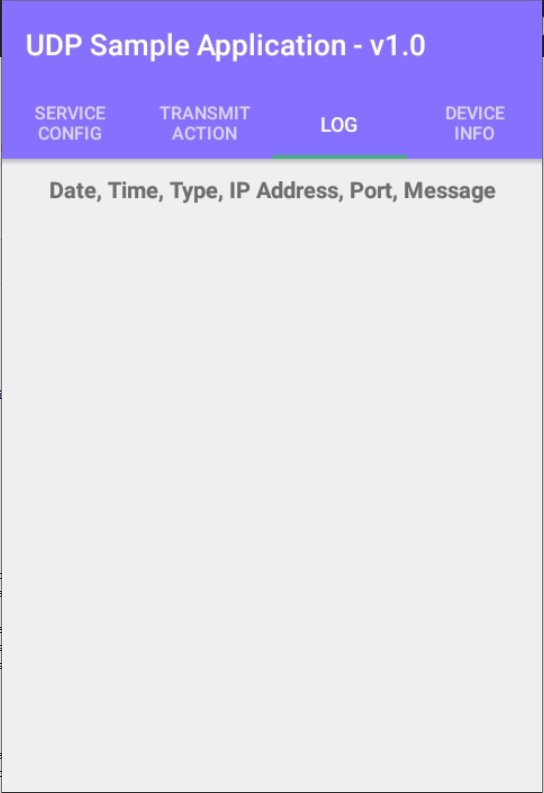 UDP Sample Application - v1.0
SERVICE
CONFIG
TRANSMIT
ACTION
LOG
DEVICE
INFO
Date, Time, Type, IP Address, Port, Message